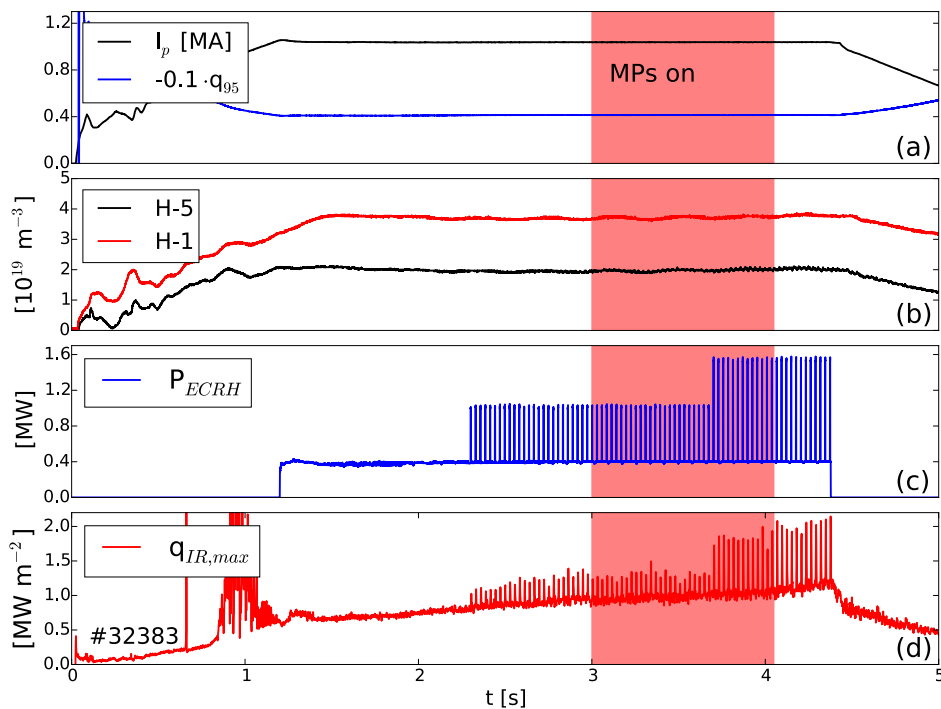 1.2
0.8
0.4
0.0
I_p [MA]
-0.1·q_95
MPs on
(a)
5
4
3
2
1
0
[10^19 m^−3]
H-5
H-1
(b)
1.6
1.2
0.8
0.4
0.0
[MW]
P_ECRH
(c)
2.0
1.5
1.0
0.5
0.0
[MW m^−2]
q_IR,max
#32383
(d)
0 1 2 3 4 5
t [s]